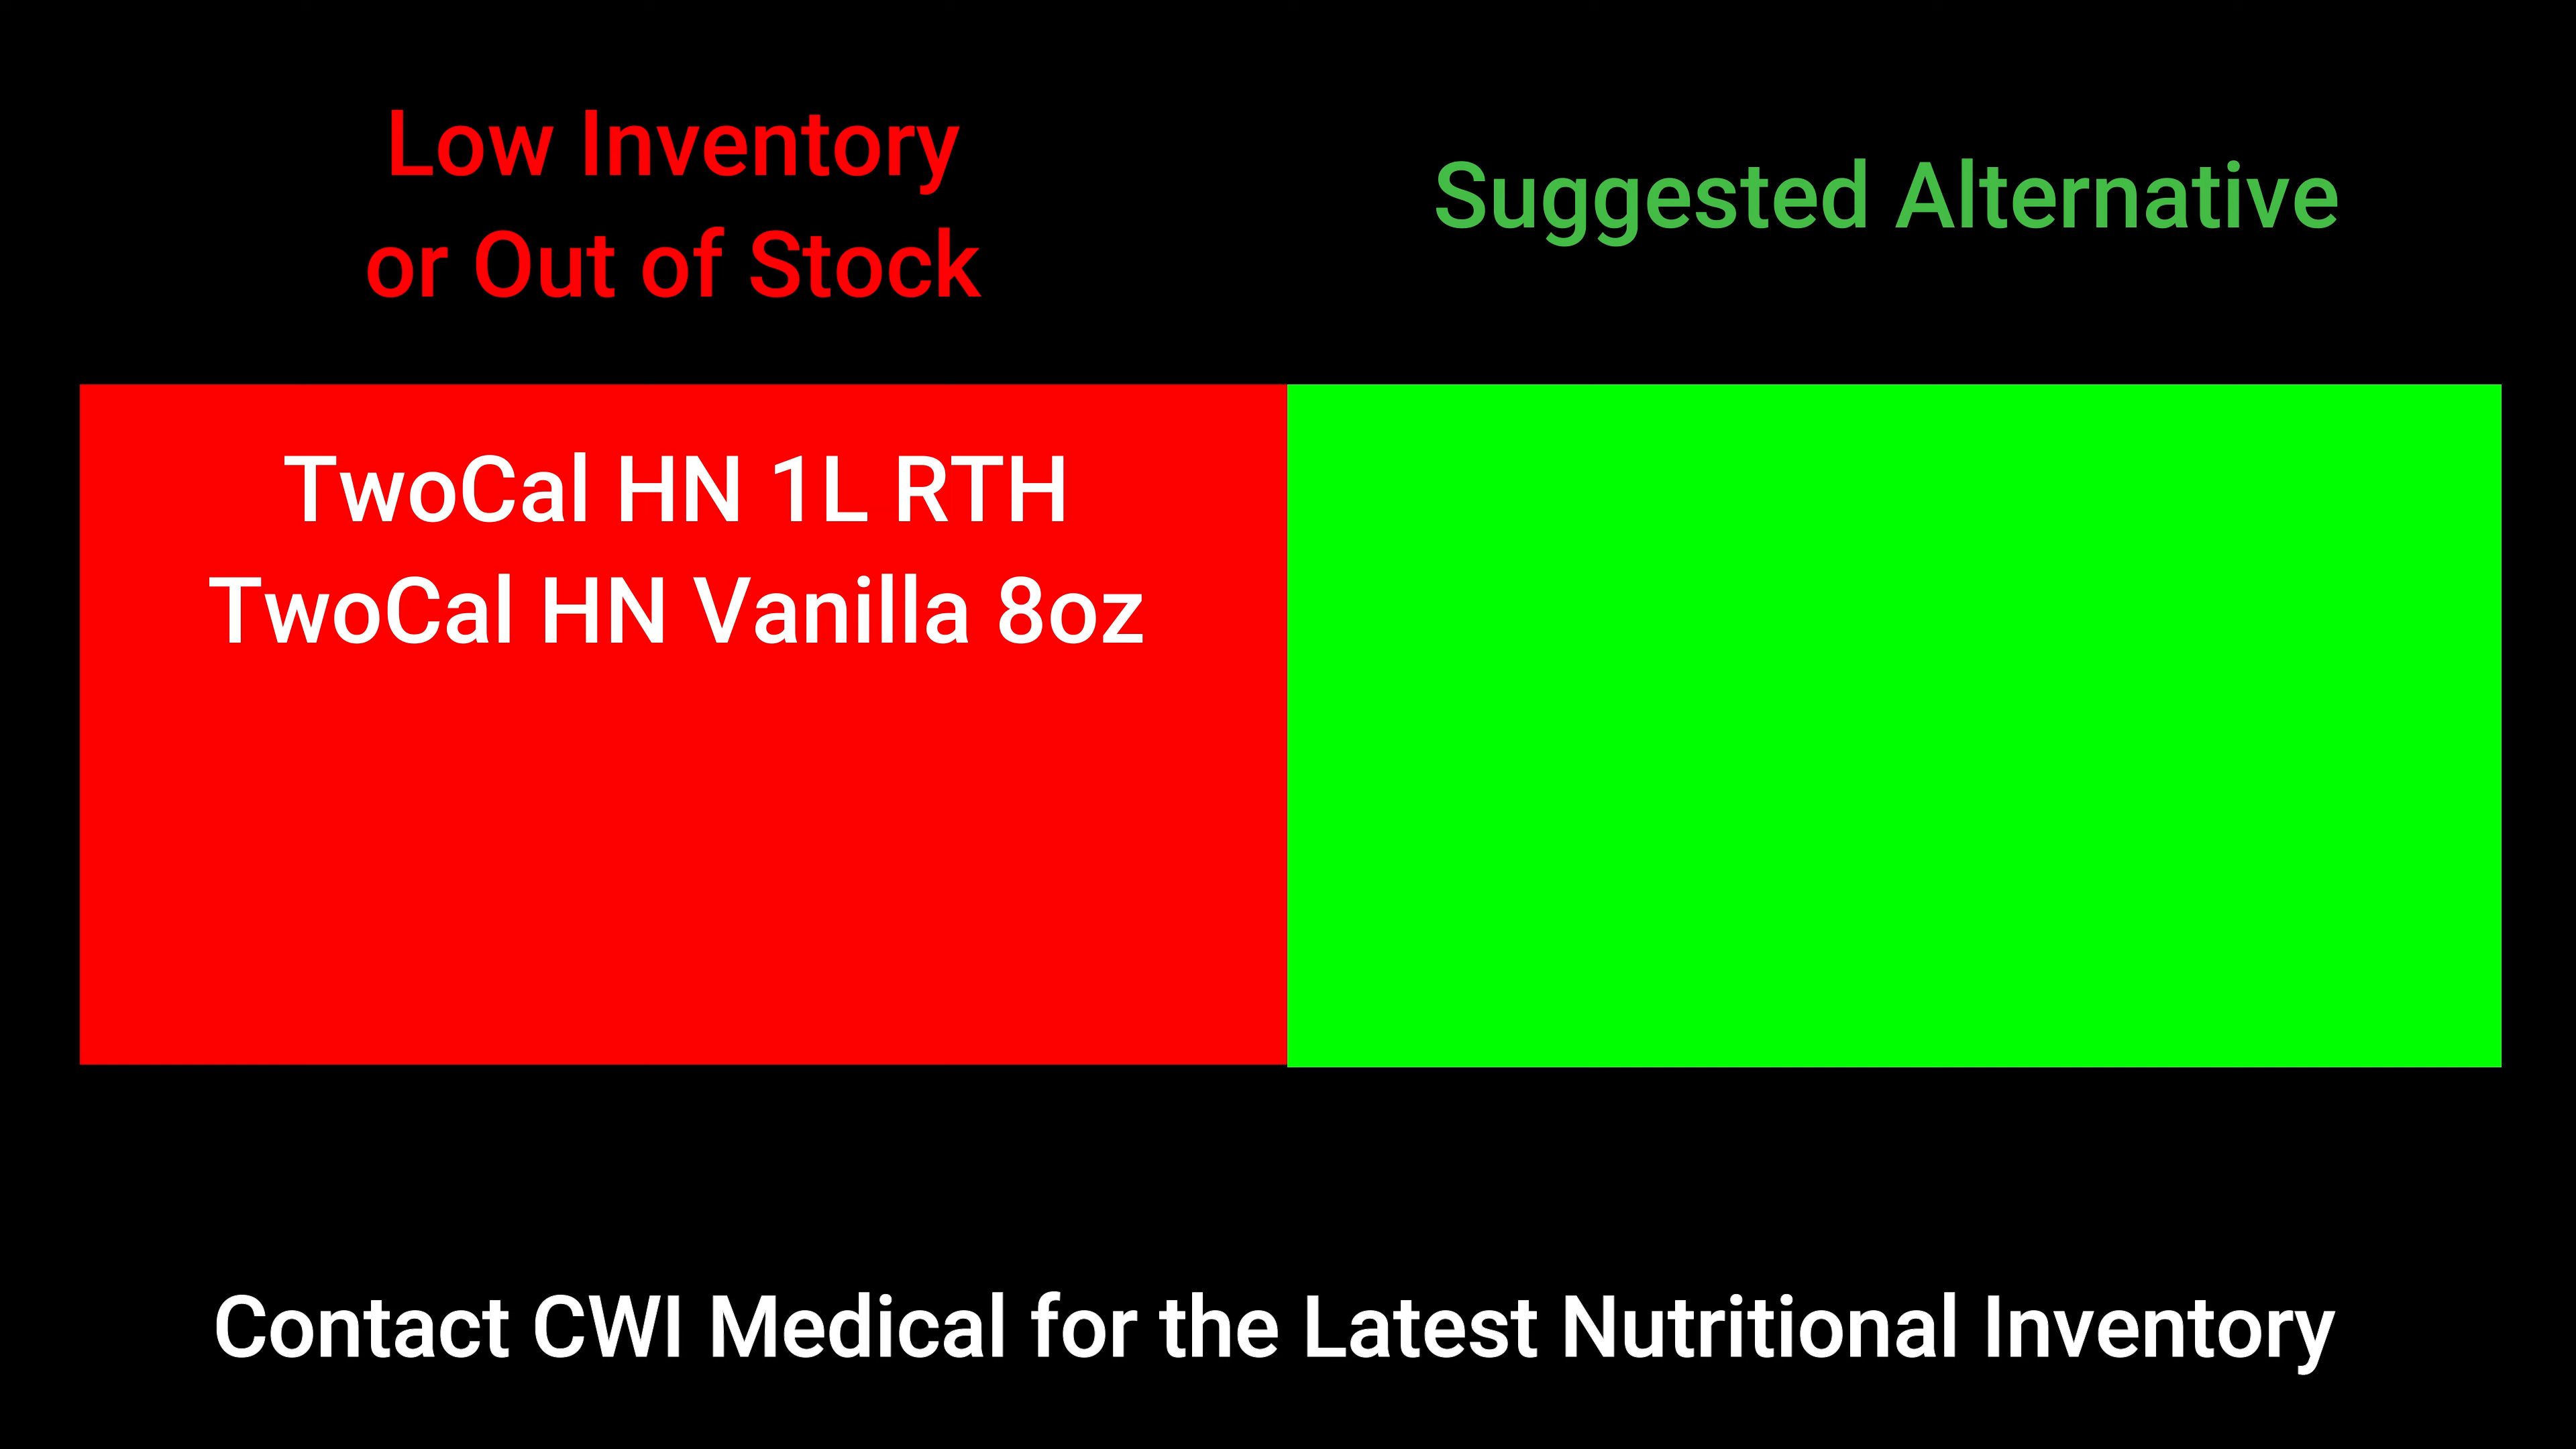 Low Inventory
or Out of Stock
Suggested Alternative
TwoCal HN 1L RTH
TwoCal HN Vanilla 8oz
Contact CWI Medical for the Latest Nutritional Inventory